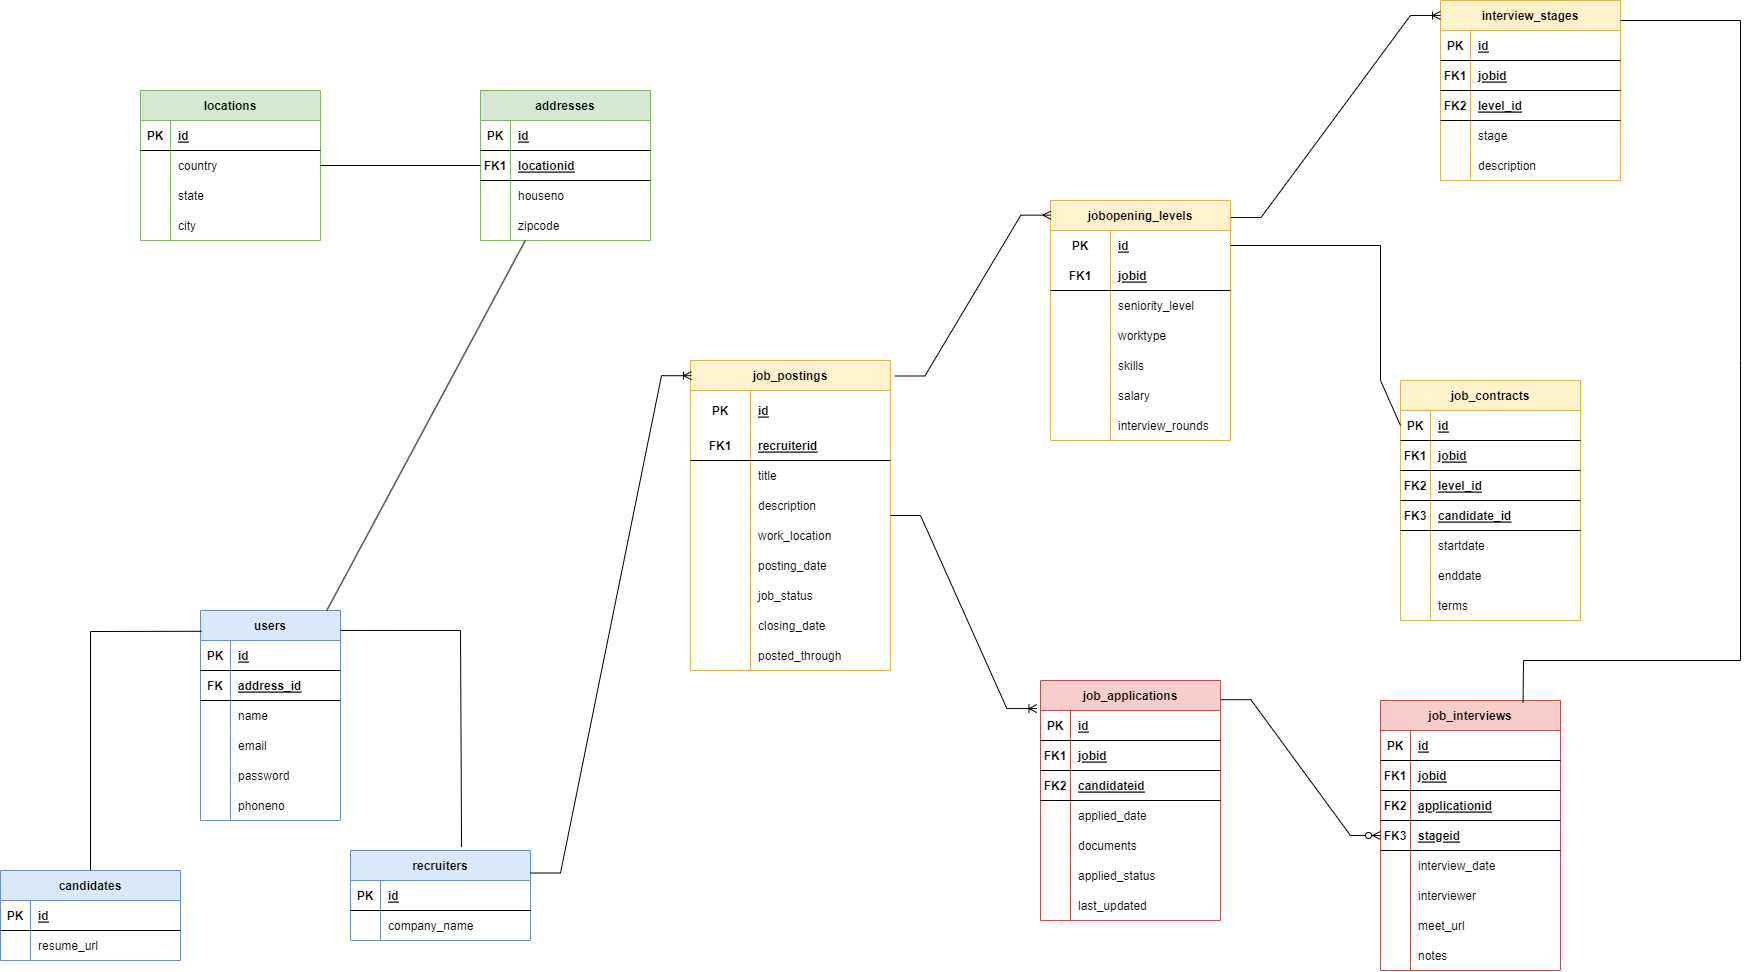 interview_stages
PK id
FK1 jobid
FK2 level_id
stage
description
locations
PK id
country
state
city
addresses
PK id
FK1 locationid
houseno
zipcode
jobopening_levels
PK id
FK1 jobid
seniority_level
worktype
skills
salary
interview_rounds
job_postings
PK id
FK1 recruiterid
title
description
work_location
posting_date
job_status
closing_date
posted_through
job_contracts
PK id
FK1 jobid
FK2 level_id
FK3 candidate_id
startdate
enddate
terms
users
PK id
FK address_id
name
email
password
phoneno
job_applications
PK id
FK1 jobid
FK2 candidateid
applied_date
documents
applied_status
last_updated
job_interviews
PK id
FK1 jobid
FK2 applicationid
FK3 stageid
interview_date
interviewer
meet_url
notes
candidates
PK id
resume_url
recruiters
PK id
company_name